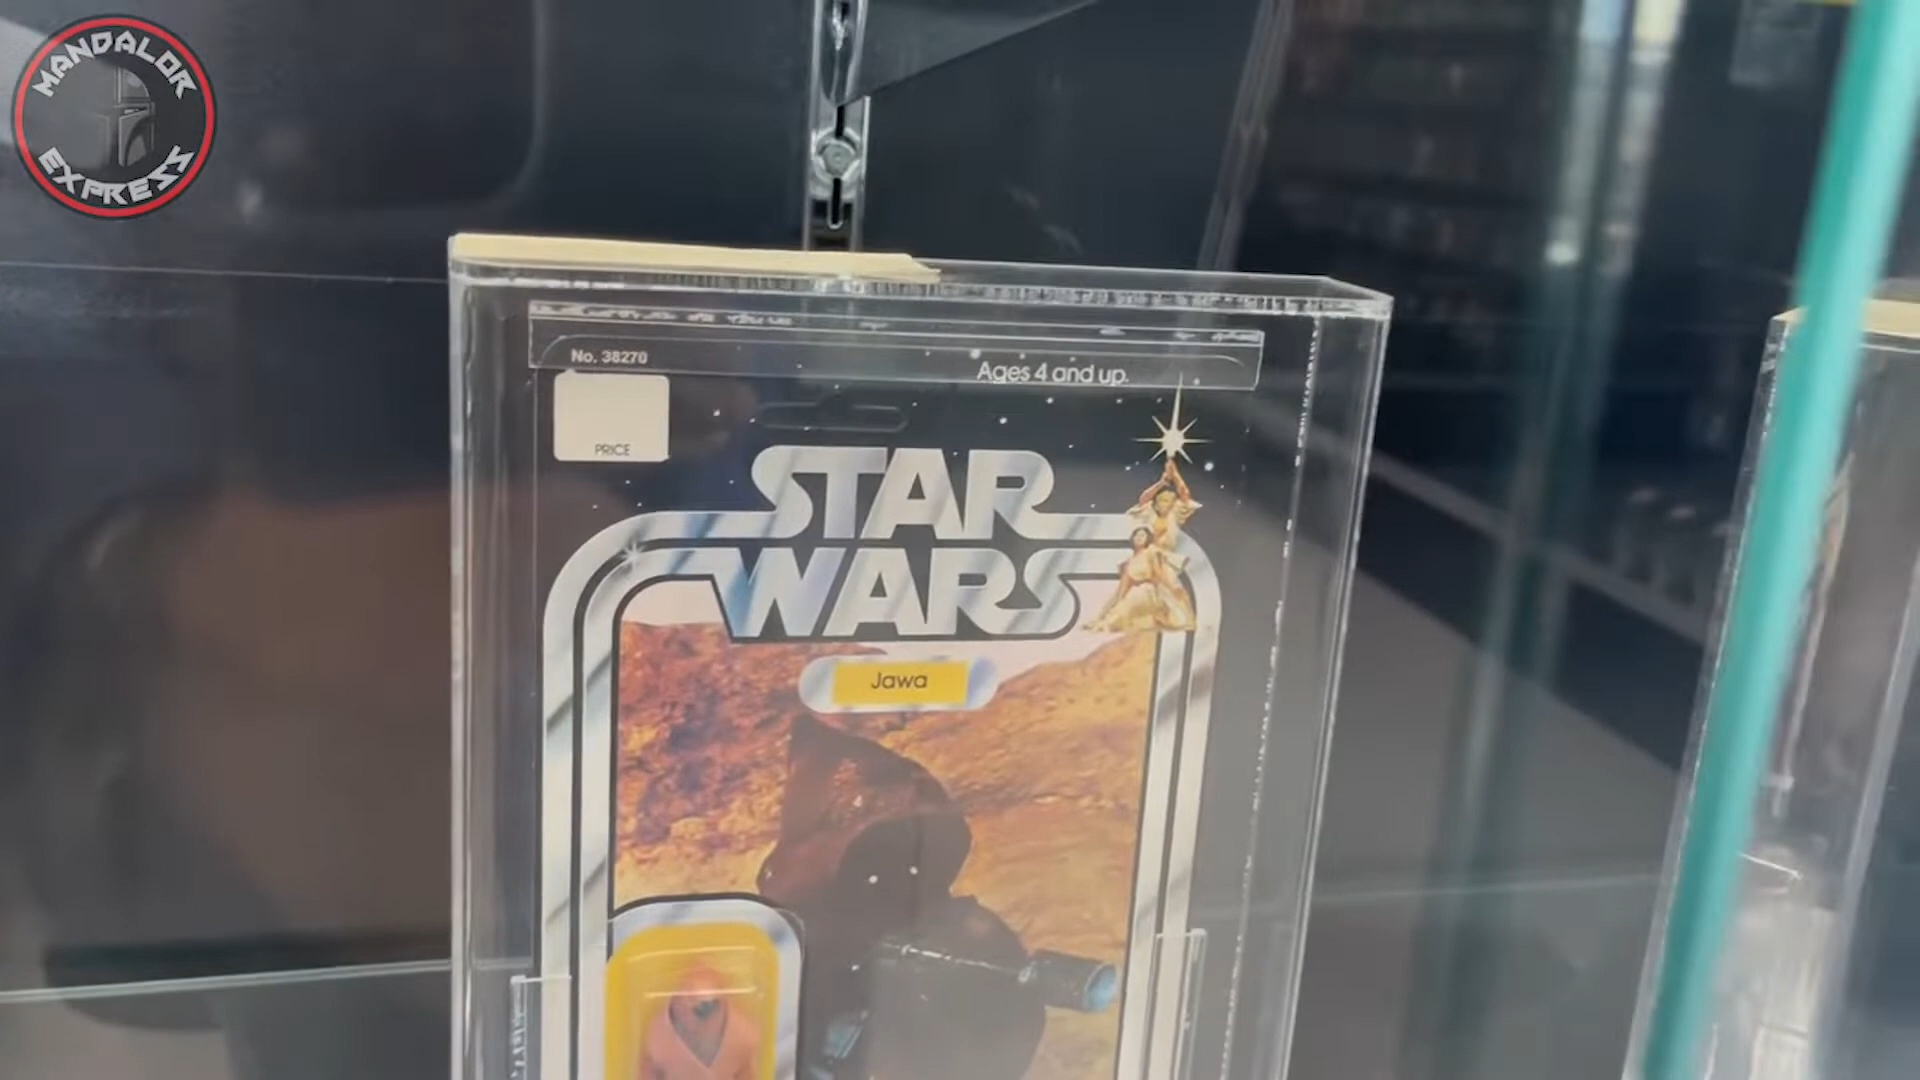 MANDALOR
EXPRESS
No. 38270
Ages 4 and up.
PRICE
STAR
WARS
Jawa